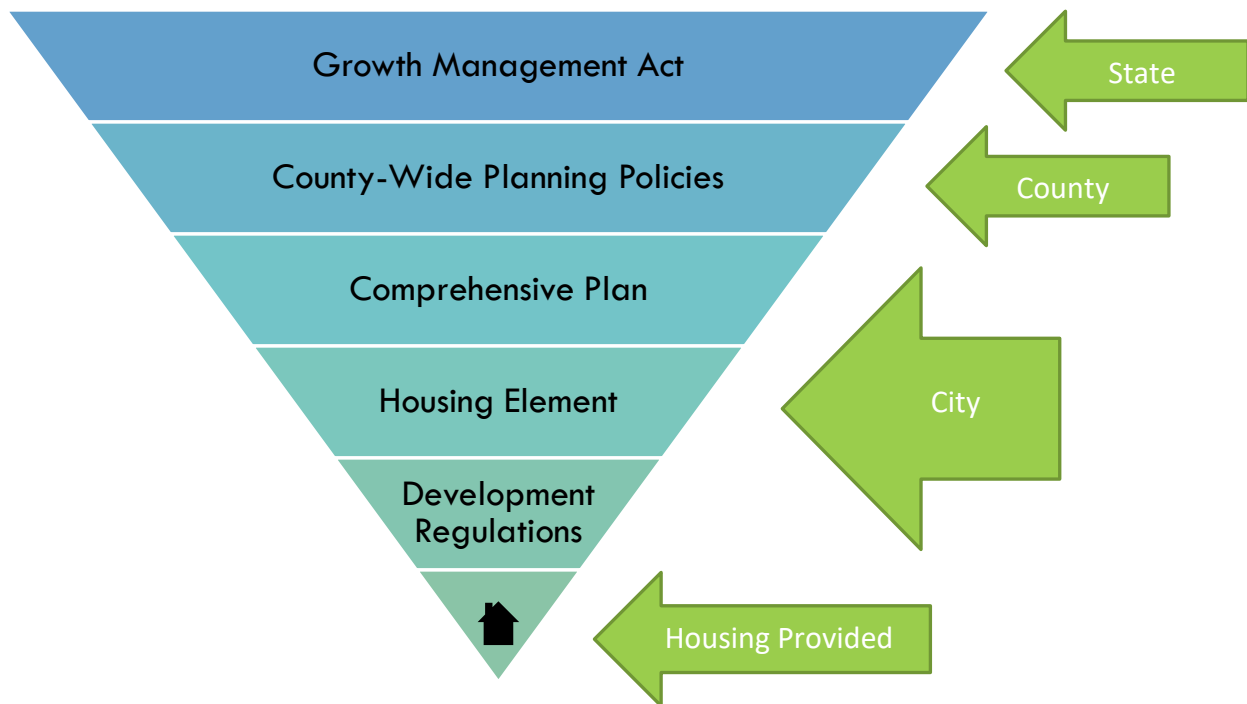 Growth Management Act
State
County-Wide Planning Policies
County
Comprehensive Plan
Housing Element
City
Development
Regulations
Housing Provided